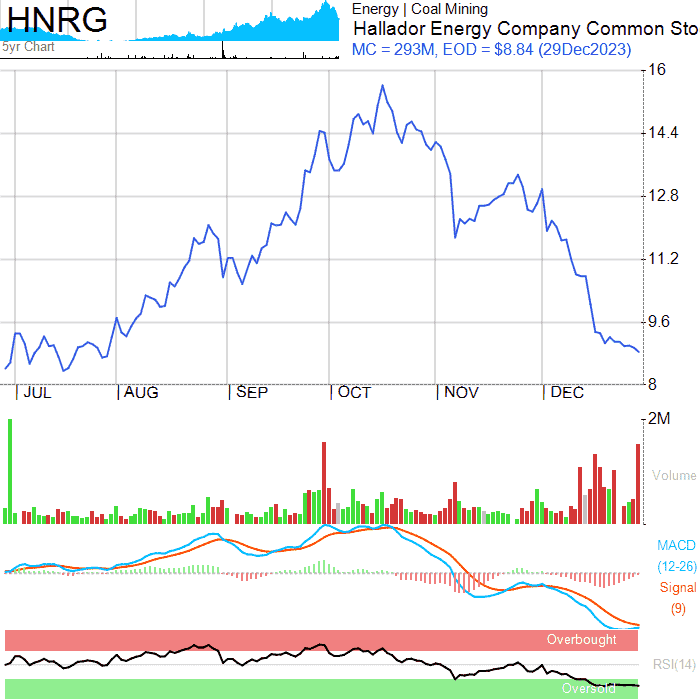 HNRG
5yr Chart
Energy | Coal Mining
Hallador Energy Company Common Sto
MC = 293M, EOD = $8.84 (29Dec2023)
16
14.4
12.8
11.2
9.6
8
JUL AUG SEP OCT NOV DEC
2M
Volume
MACD
(12-26)
Signal
(9)
Overbought
RSI(14)
Oversold